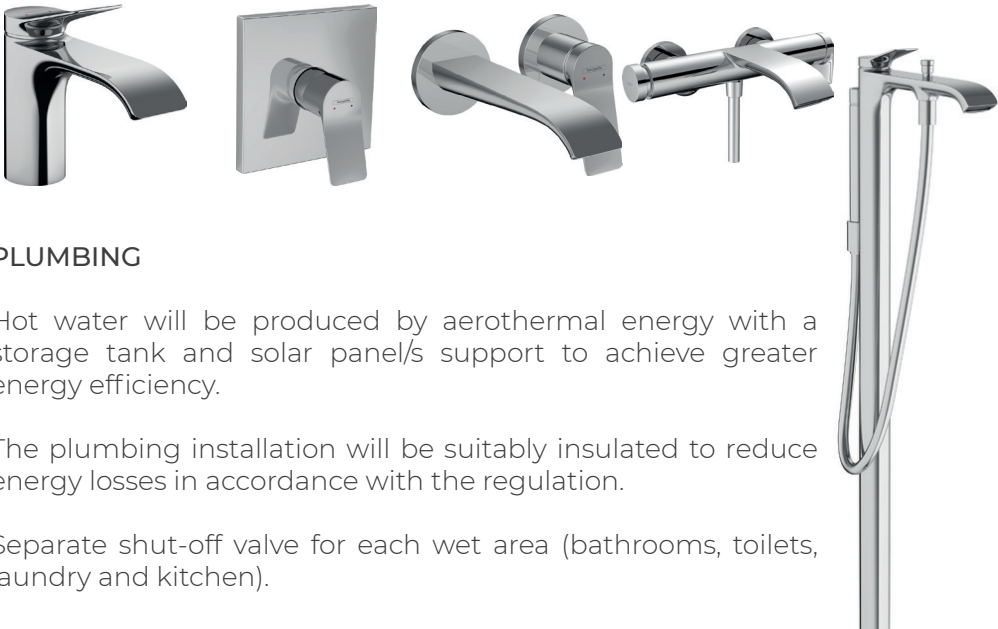 PLUMBING
Hot water will be produced by aerothermal energy with a
storage tank and solar panel/s support to achieve greater
energy efficiency.
The plumbing installation will be suitably insulated to reduce
energy losses in accordance with the regulation.
Separate shut-off valve for each wet area (bathrooms, toilets,
laundry and kitchen).